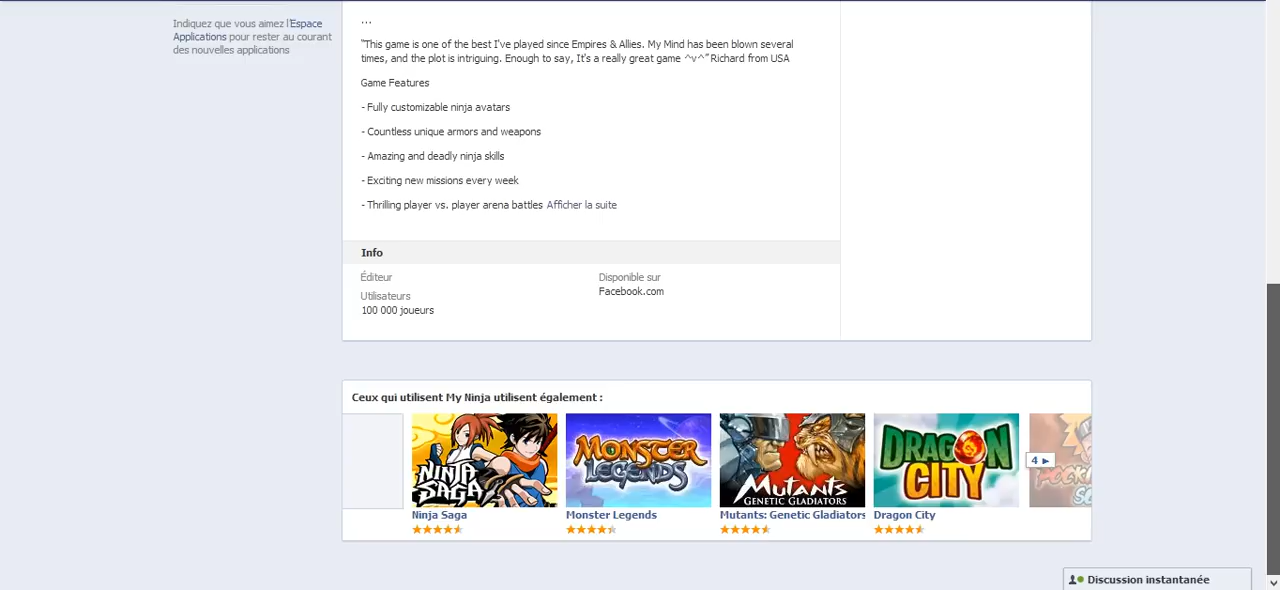 Indiquez que vous aimez l'Espace
Applications pour rester au courant
des nouvelles applications
...
"This game is one of the best I've played since Empires & Allies. My Mind has been blown several
times, and the plot is intriguing. Enough to say, It's a really great game ^v^" Richard from USA
Game Features
- Fully customizable ninja avatars
- Countless unique armors and weapons
- Amazing and deadly ninja skills
- Exciting new missions every week
- Thrilling player vs. player arena battles Afficher la suite
Info
Éditeur
Disponible sur
Facebook.com
Utilisateurs
100 000 joueurs
Ceux qui utilisent My Ninja utilisent également :
NINJA
SAGA
MONSTER
LEGENDS
MUTANTS
GENETIC GLADIATORS
DRAGON
CITY
4
Ninja Saga
Monster Legends
Mutants: Genetic Gladiators
Dragon City
Discussion instantanée